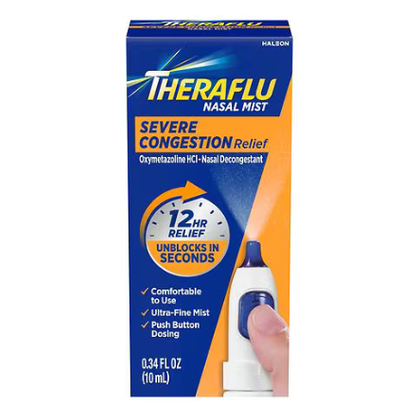 HALEON
THERAFLU
NASAL MIST
SEVERE
CONGESTION Relief
Oxymetazoline HCl-Nasal Decongestant
12HR
RELIEF
UNBLOCKS IN
SECONDS
Comfortable
to Use
Ultra-Fine Mist
Push Button
Dosing
0.34 FL OZ
(10 mL)